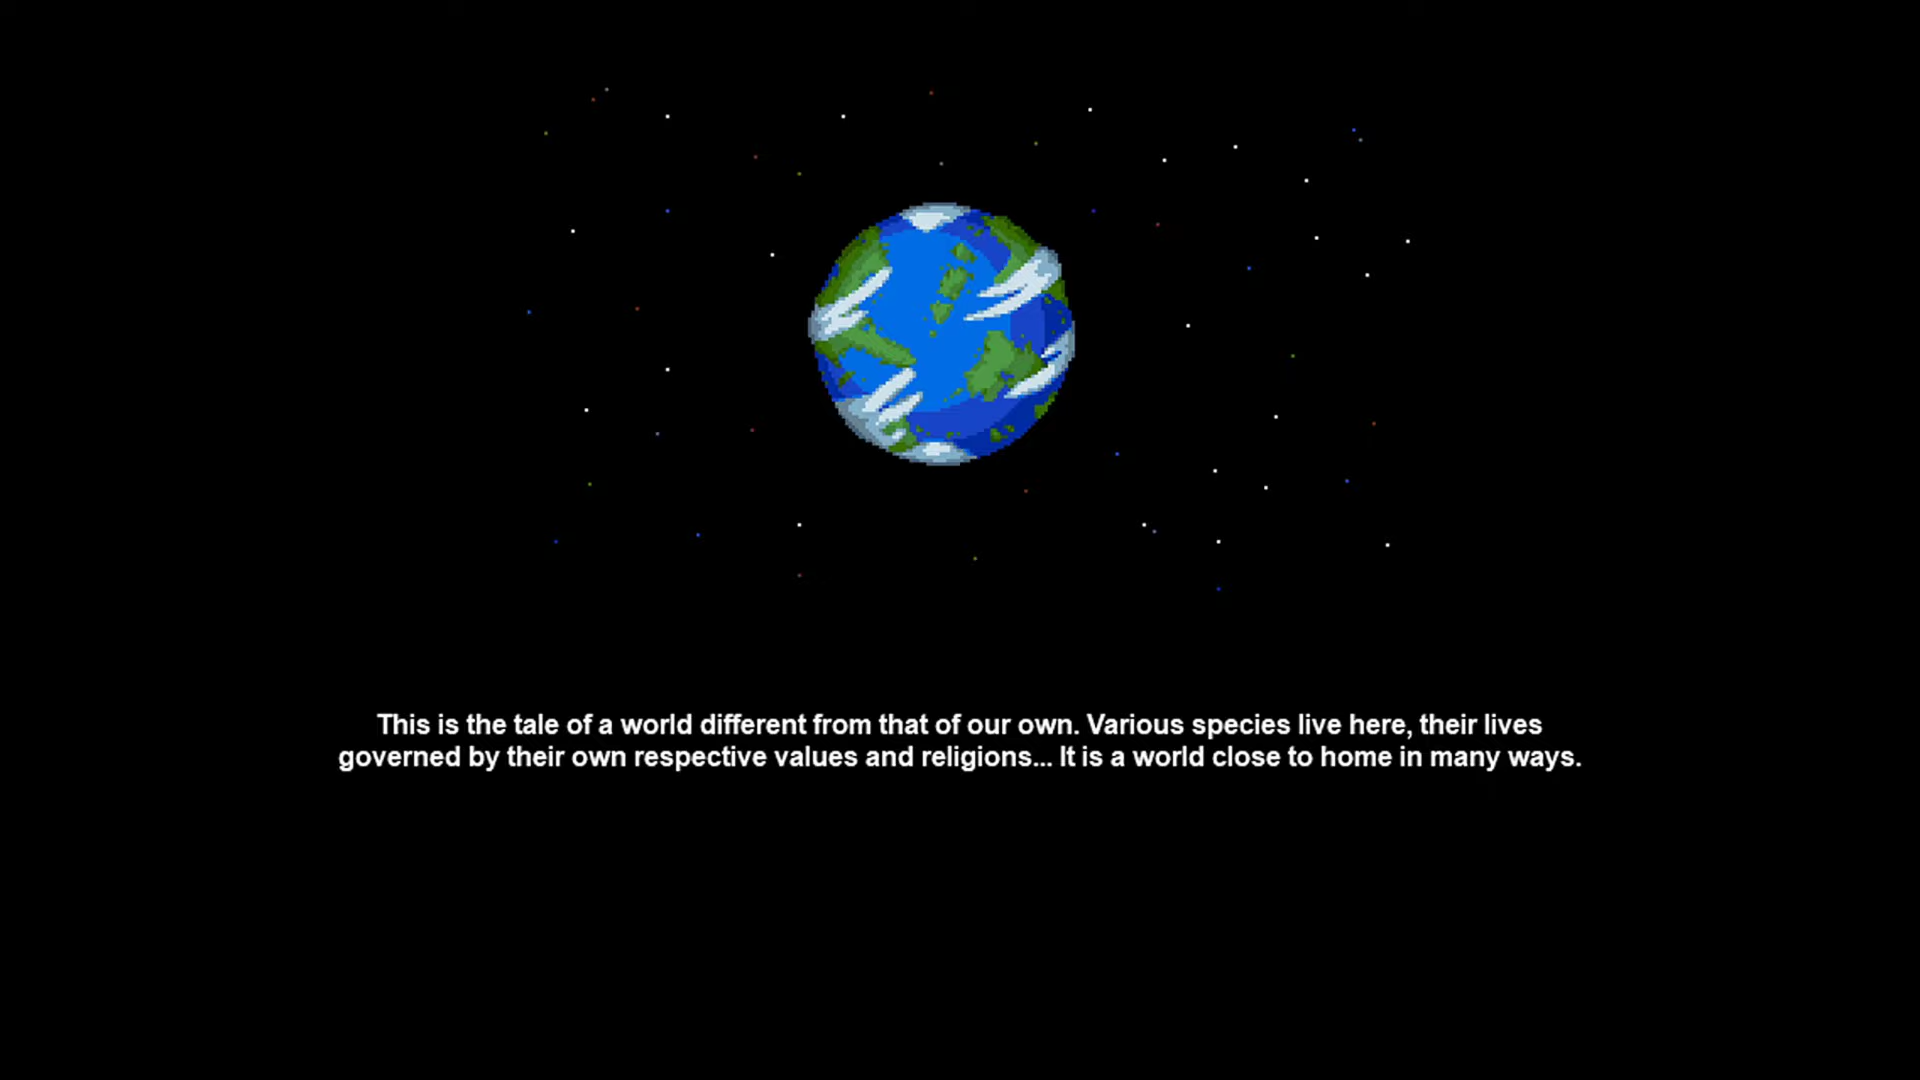 This is the tale of a world different from that of our own. Various species live here, their lives
governed by their own respective values and religions... It is a world close to home in many ways.